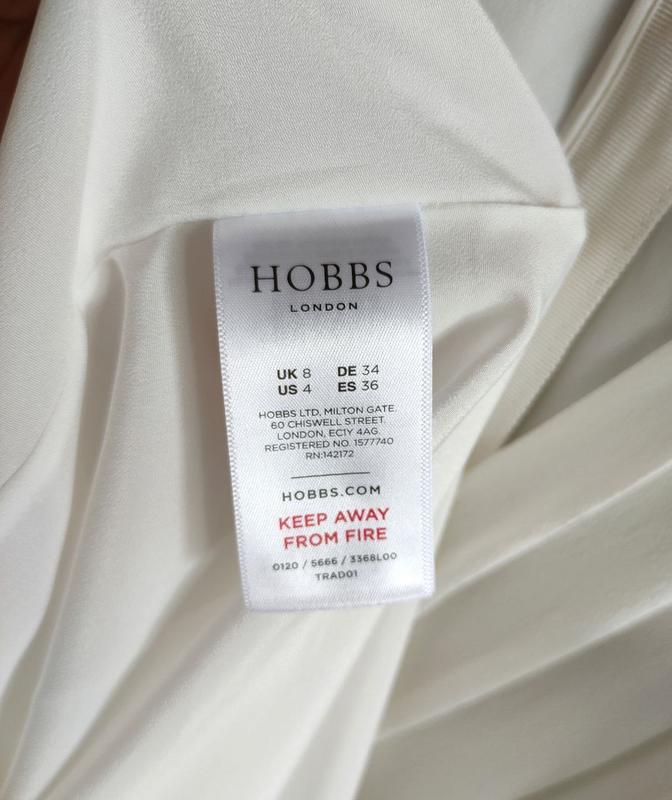 HOBBS
LONDON
UK 8 DE 34
US 4 ES 36
HOBBS LTD, MILTON GATE,
60 CHISWELL STREET,
LONDON, EC1Y 4AG.
REGISTERED NO. 1577740
RN:142172
HOBBS.COM
KEEP AWAY
FROM FIRE
0120 / 5666 / 3368L00
TRAD01